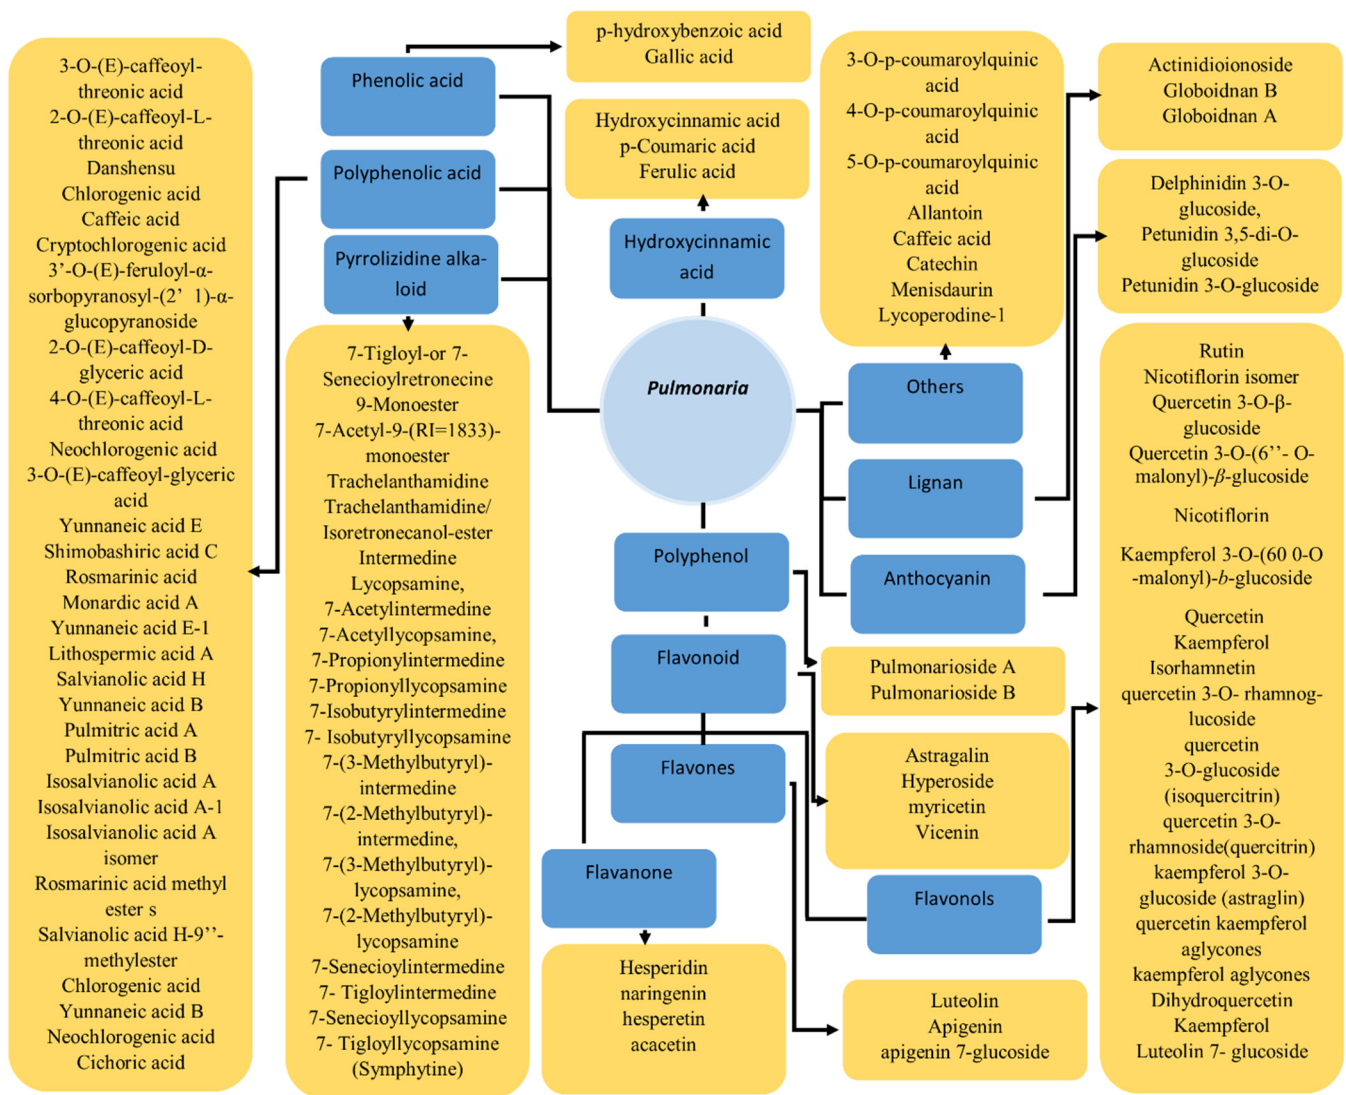 3-O-(E)-caffeoyl-
threonic acid
2-O-(E)-caffeoyl-L-
threonic acid
Danshensu
Chlorogenic acid
Caffeic acid
Cryptochlorogenic acid
3’-O-(E)-feruloyl-α-
sorbopyranosyl-(2’ 1)-α-
glucopyranoside
2-O-(E)-caffeoyl-D-
glyceric acid
4-O-(E)-caffeoyl-L-
threonic acid
Neochlorogenic acid
3-O-(E)-caffeoyl-glyceric
acid
Yunnaneic acid E
Shimobashiric acid C
Rosmarinic acid
Monardic acid A
Yunnaneic acid E-1
Lithospermic acid A
Salvianolic acid H
Yunnaneic acid B
Pulmitric acid A
Pulmitric acid B
Isosalvianolic acid A
Isosalvianolic acid A-1
Isosalvianolic acid A
isomer
Rosmarinic acid methyl
ester s
Salvianolic acid H-9’’-
methylester
Chlorogenic acid
Yunnaneic acid B
Neochlorogenic acid
Cichoric acid
Phenolic acid
Polyphenolic acid
Pyrrolizidine alka-
loid
7-Tigloyl-or 7-
Senecioylretronecine
9-Monoester
7-Acetyl-9-(RI=1833)-
monoester
Trachelanthamidine
Trachelanthamidine/
Isoretronecanol-ester
Intermedine
Lycopsamine,
7-Acetylintermedine
7-Acetyllycopsamine,
7-Propionylintermedine
7-Propionyllycopsamine
7-Isobutyrylintermedine
7- Isobutyryllycopsamine
7-(3-Methylbutyryl)-
intermedine
7-(2-Methylbutyryl)-
intermedine,
7-(3-Methylbutyryl)-
lycopsamine,
7-(2-Methylbutyryl)-
lycopsamine
7-Senecioylintermedine
7- Tigloylintermedine
7-Senecioyllycopsamine
7- Tigloyllycopsamine
(Symphytine)
p-hydroxybenzoic acid
Gallic acid
Hydroxycinnamic acid
p-Coumaric acid
Ferulic acid
Hydroxycinnamic
acid
Pulmonaria
Polyphenol
Flavonoid
Flavones
Flavanone
Hesperidin
naringenin
hesperetin
acacetin
3-O-p-coumaroylquinic
acid
4-O-p-coumaroylquinic
acid
5-O-p-coumaroylquinic
acid
Allantoin
Caffeic acid
Catechin
Menisdaurin
Lycoperodine-1
Others
Lignan
Anthocyanin
Pulmonarioside A
Pulmonarioside B
Astragalin
Hyperoside
myricetin
Vicenin
Flavonols
Luteolin
Apigenin
apigenin 7-glucoside
Actinidioionoside
Globoidnan B
Globoidnan A
Delphinidin 3-O-
glucoside,
Petunidin 3,5-di-O-
glucoside
Petunidin 3-O-glucoside
Rutin
Nicotiflorin isomer
Quercetin 3-O-β-
glucoside
Quercetin 3-O-(6’’- O-
malonyl)-β-glucoside
Nicotiflorin
Kaempferol 3-O-(60 0-O
-malonyl)-b-glucoside
Quercetin
Kaempferol
Isorhamnetin
quercetin 3-O- rhamnog-
lucoside
quercetin
3-O-glucoside
(isoquercitrin)
quercetin 3-O-
rhamnoside(quercitrin)
kaempferol 3-O-
glucoside (astraglin)
quercetin kaempferol
aglycones
kaempferol aglycones
Dihydroquercetin
Kaempferol
Luteolin 7- glucoside